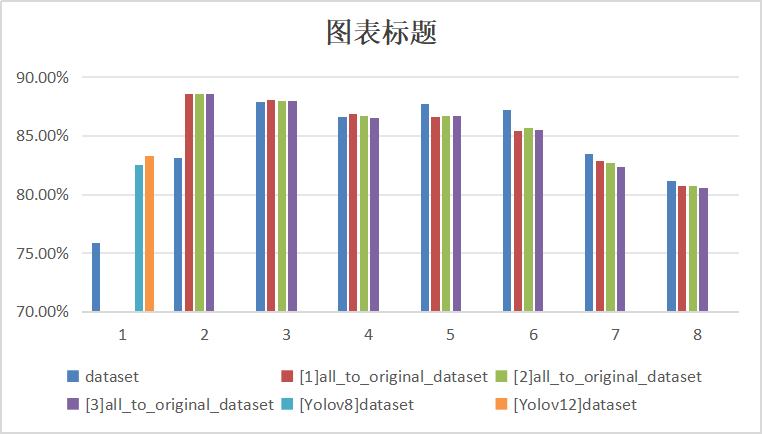 图表标题
90.00%
85.00%
80.00%
75.00%
70.00%
1 2 3 4 5 6 7 8
dataset [1]all_to_original_dataset [2]all_to_original_dataset
[3]all_to_original_dataset [Yolov8]dataset [Yolov12]dataset